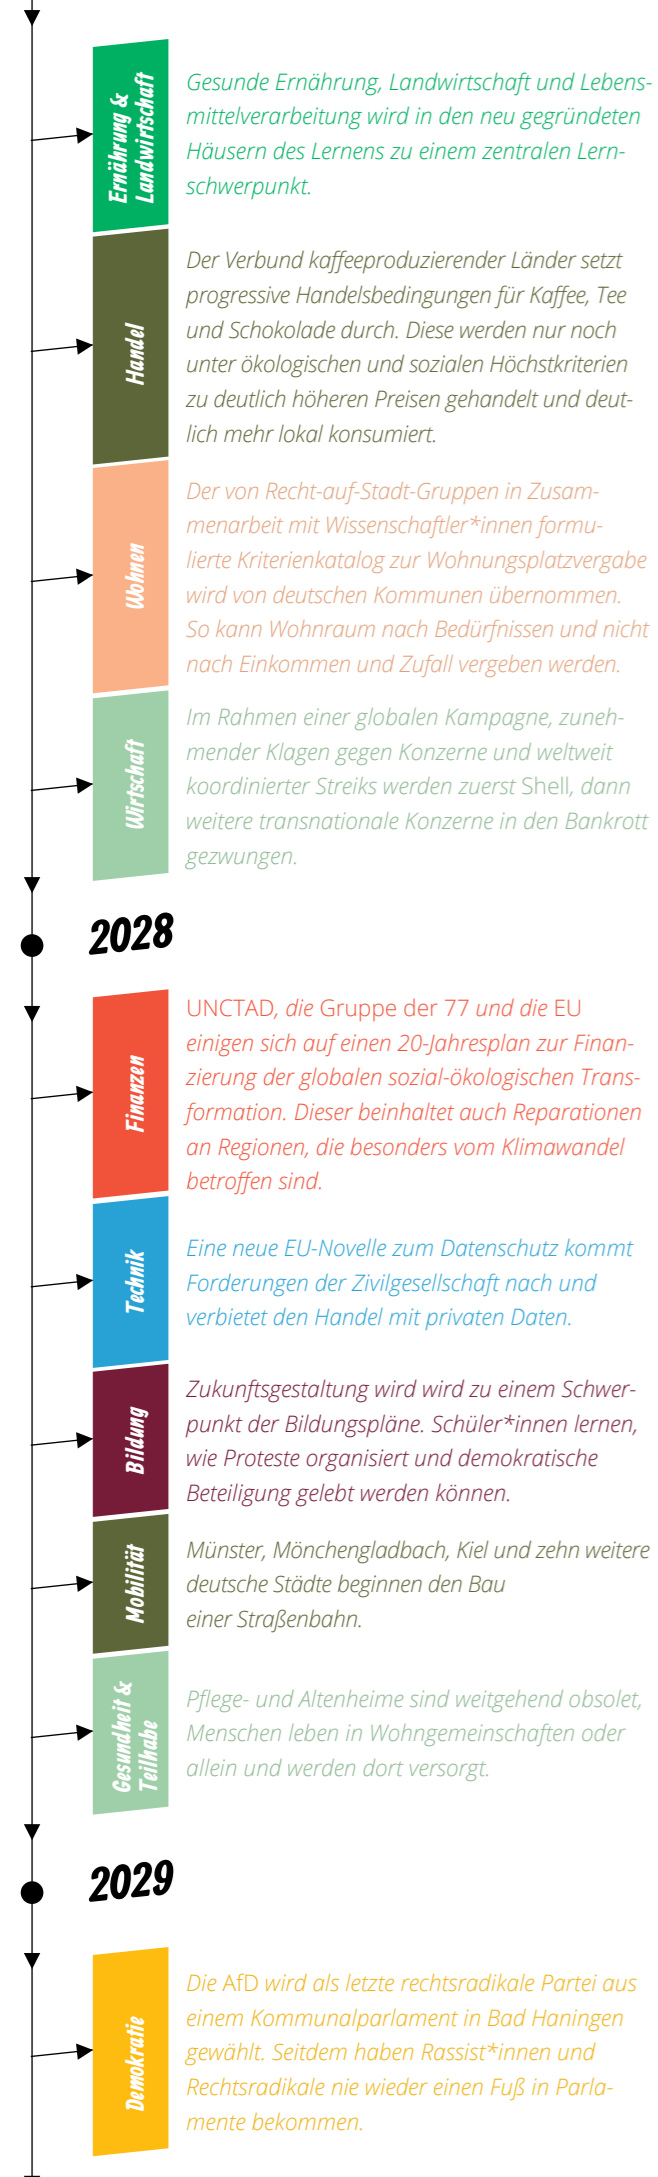 Ernährung &
Landwirtschaft
Gesunde Ernährung, Landwirtschaft und Lebens-
mittelverarbeitung wird in den neu gegründeten
Häusern des Lernens zu einem zentralen Lern-
schwerpunkt.
Handel
Der Verbund kaffeeproduzierender Länder setzt
progressive Handelsbedingungen für Kaffee, Tee
und Schokolade durch. Diese werden nur noch
unter ökologischen und sozialen Höchstkriterien
zu deutlich höheren Preisen gehandelt und deut-
lich mehr lokal konsumiert.
Wohnen
Der von Recht-auf-Stadt-Gruppen in Zusam-
menarbeit mit Wissenschaftler*innen formu-
lierte Kriterienkatalog zur Wohnungsplatzvergabe
wird von deutschen Kommunen übernommen.
So kann Wohnraum nach Bedürfnissen und nicht
nach Einkommen und Zufall vergeben werden.
Wirtschaft
Im Rahmen einer globalen Kampagne, zuneh-
mender Klagen gegen Konzerne und weltweit
koordinierter Streiks werden zuerst Shell, dann
weitere transnationale Konzerne in den Bankrott
gezwungen.
2028
Finanzen
UNCTAD, die Gruppe der 77 und die EU
einigen sich auf einen 20-Jahresplan zur Finan-
zierung der globalen sozial-ökologischen Trans-
formation. Dieser beinhaltet auch Reparationen
an Regionen, die besonders vom Klimawandel
betroffen sind.
Technik
Eine neue EU-Novelle zum Datenschutz kommt
Forderungen der Zivilgesellschaft nach und
verbietet den Handel mit privaten Daten.
Bildung
Zukunftsgestaltung wird wird zu einem Schwer-
punkt der Bildungspläne. Schüler*innen lernen,
wie Proteste organisiert und demokratische
Beteiligung gelebt werden können.
Mobilität
Münster, Mönchengladbach, Kiel und zehn weitere
deutsche Städte beginnen den Bau
einer Straßenbahn.
Gesundheit &
Teilhabe
Pflege- und Altenheime sind weitgehend obsolet,
Menschen leben in Wohngemeinschaften oder
allein und werden dort versorgt.
2029
Demokratie
Die AfD wird als letzte rechtsradikale Partei aus
einem Kommunalparlament in Bad Haningen
gewählt. Seitdem haben Rassist*innen und
Rechtsradikale nie wieder einen Fuß in Parla-
mente bekommen.